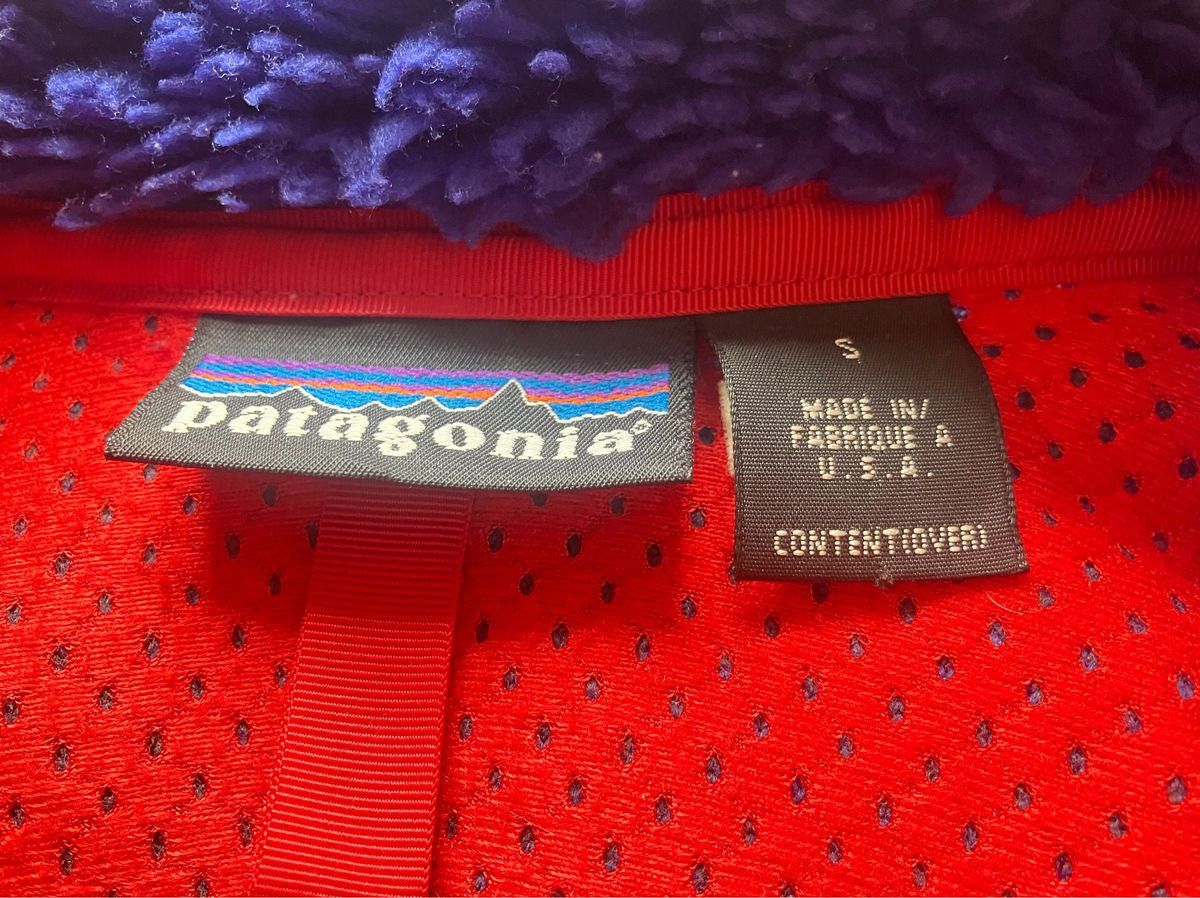 patagonia®
S
MADE IN/
FABRIQUE A
U.S.A.
CONTENT(OVER)